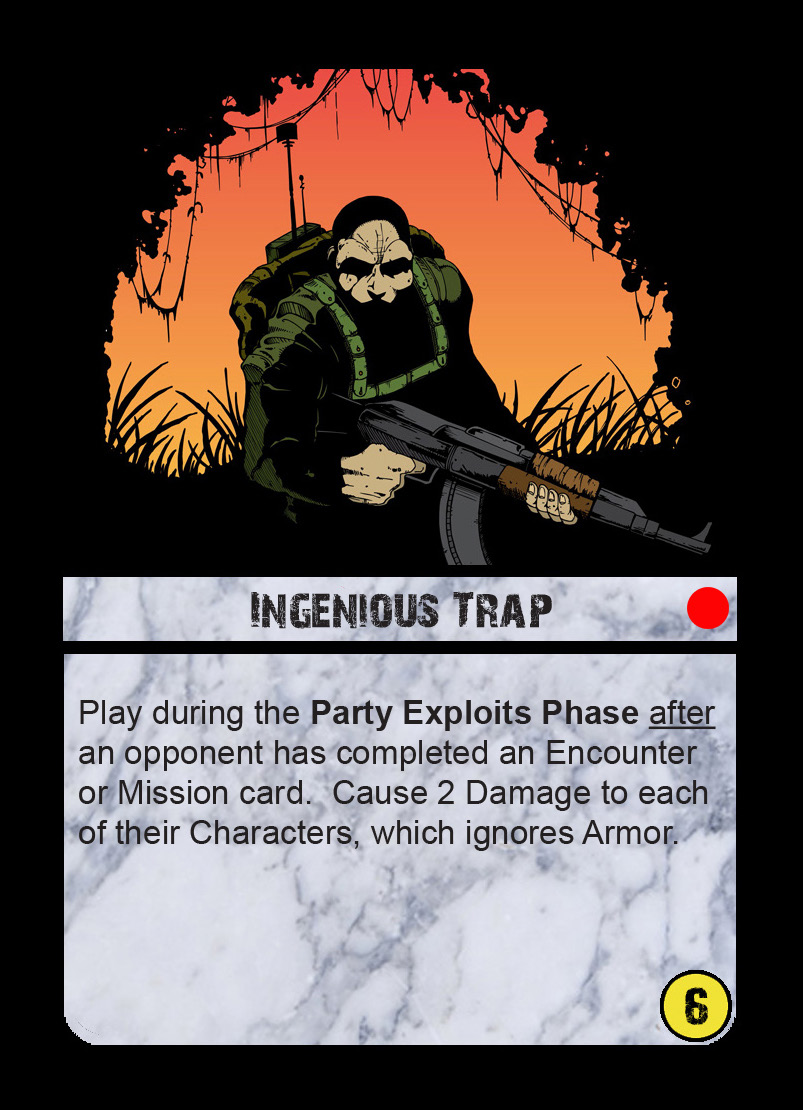 Ingenious Trap
Play during the Party Exploits Phase after
an opponent has completed an Encounter
or Mission card.  Cause 2 Damage to each
of their Characters, which ignores Armor.
6